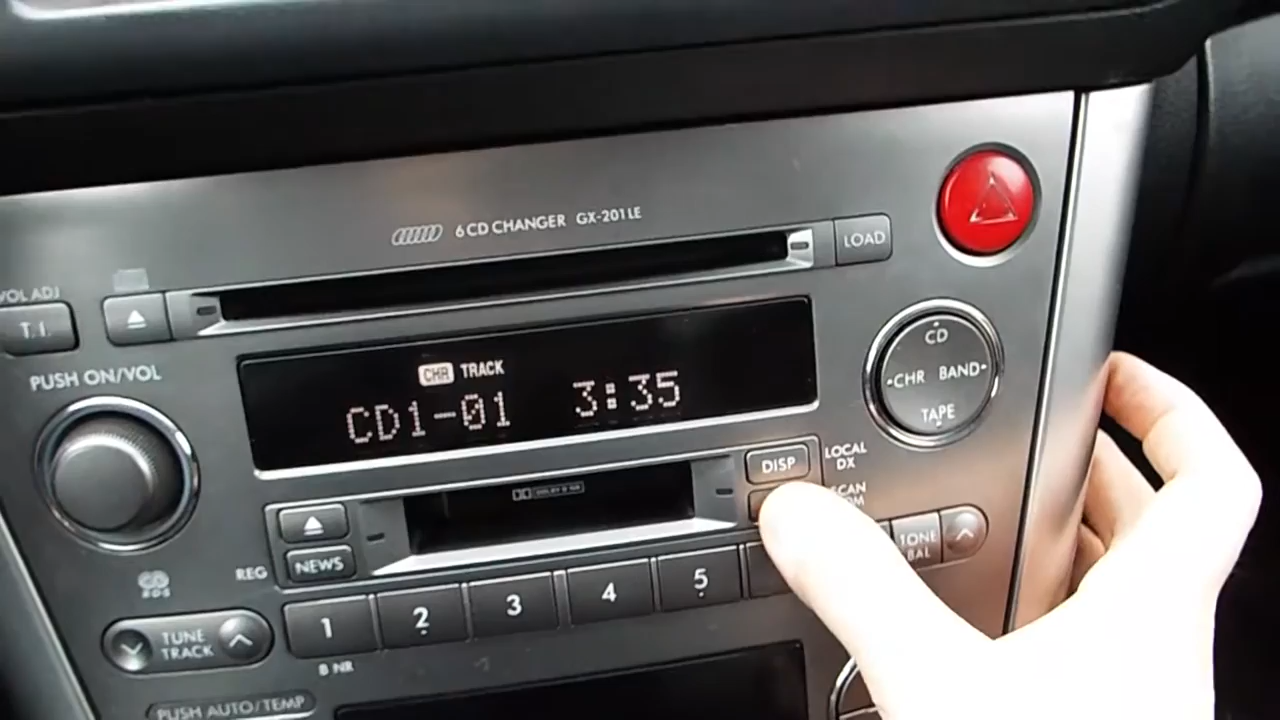 6 CD CHANGER GX-201LE
LOAD
VOL ADJ
T.I.
PUSH ON/VOL
CD
CHR BAND
TAPE
CHR TRACK
CD1-01 3:35
DISP
LOCAL
DX
REG
NEWS
TONE
BAL
1
2
3
4
5
TUNE
TRACK
B NR
PUSH AUTO/TEMP